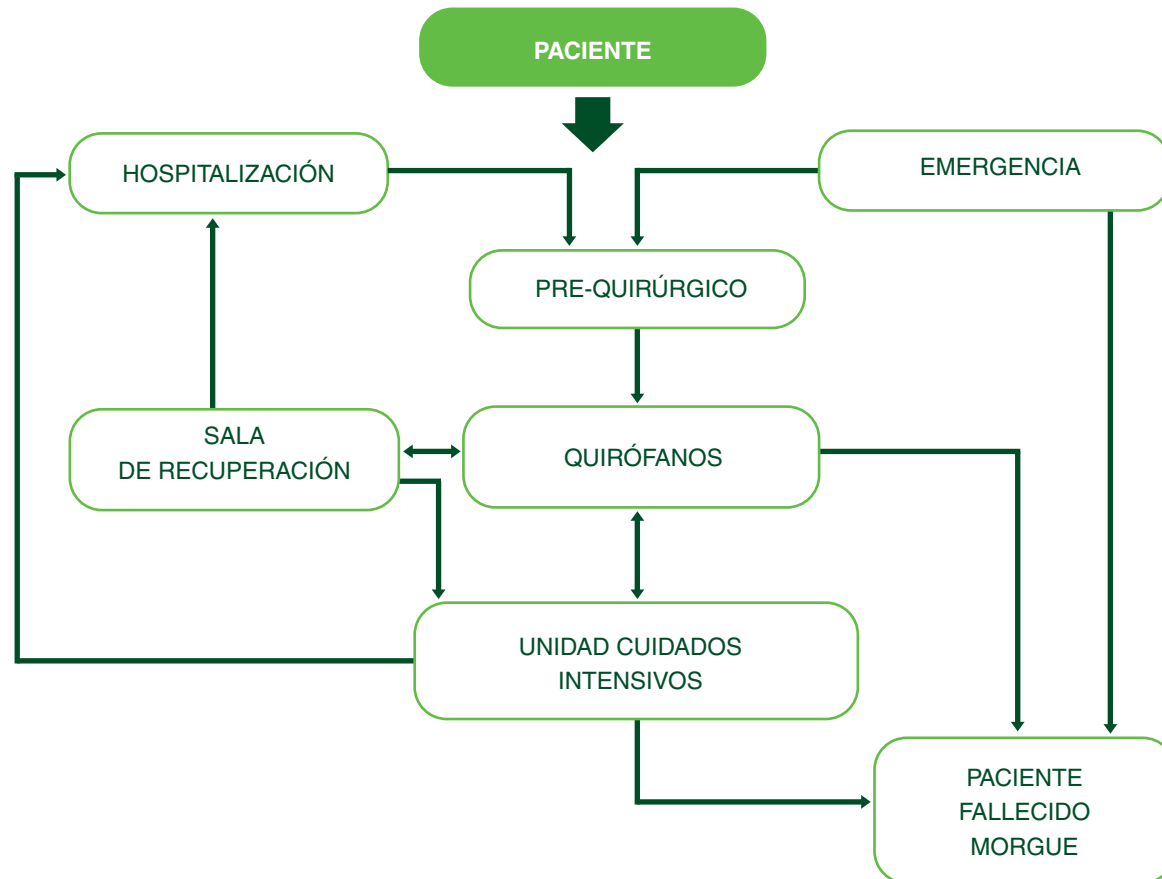 PACIENTE
HOSPITALIZACIÓN
EMERGENCIA
PRE-QUIRÚRGICO
SALA
DE RECUPERACIÓN
QUIRÓFANOS
UNIDAD CUIDADOS
INTENSIVOS
PACIENTE
FALLECIDO
MORGUE